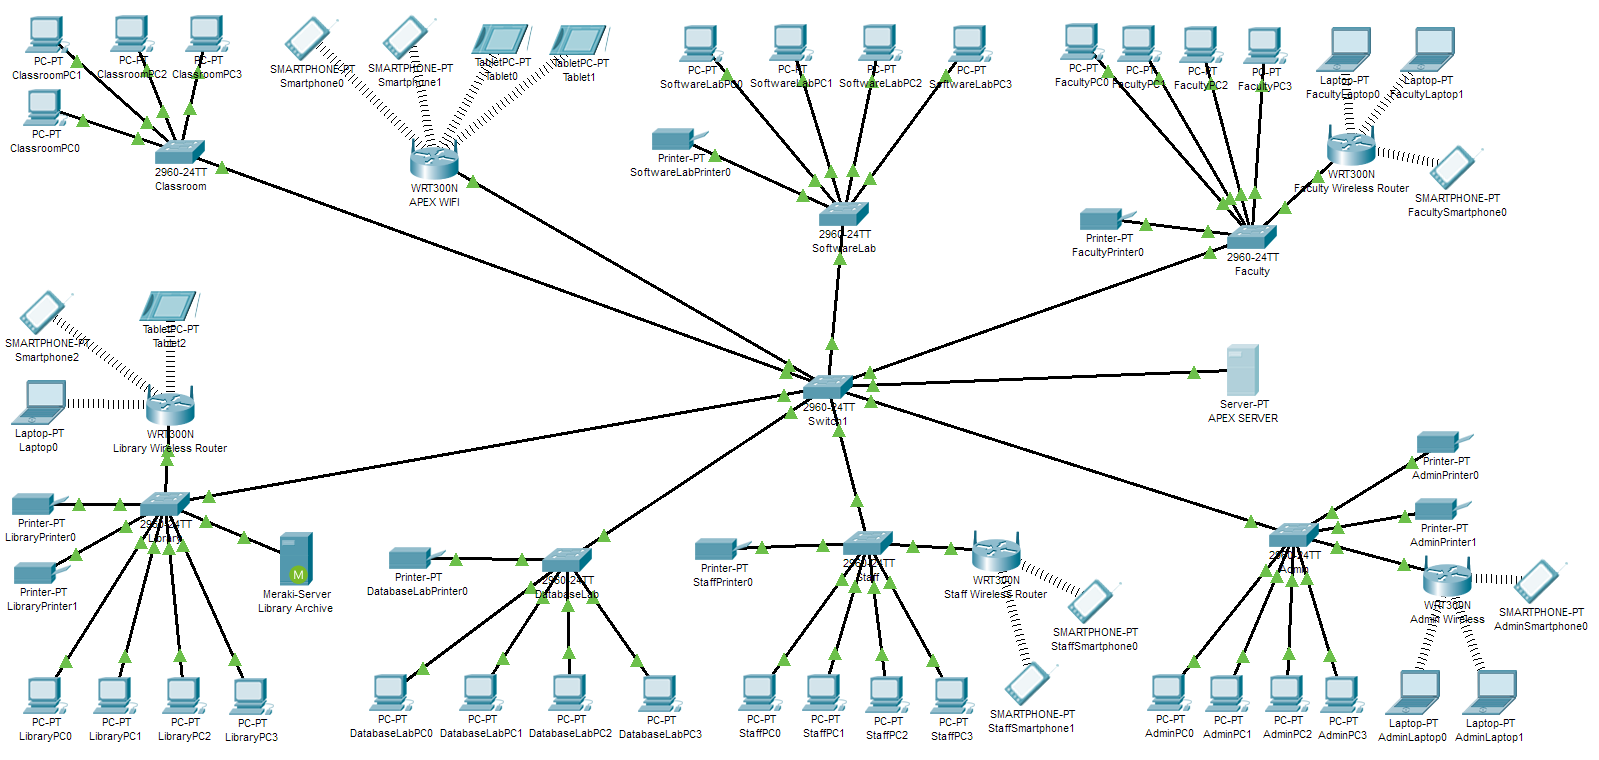 PC-PT
ClassroomPC1
PC-PT
ClassroomPC2
PC-PT
ClassroomPC3
PC-PT
ClassroomPC0
2960-24TT
Classroom
SMARTPHONE-PT
Smartphone0
SMARTPHONE-PT
Smartphone1
TabletPC-PT
Tablet0
TabletPC-PT
Tablet1
WRT300N
APEX WIFI
PC-PT
SoftwareLabPC0
PC-PT
SoftwareLabPC1
PC-PT
SoftwareLabPC2
PC-PT
SoftwareLabPC3
Printer-PT
SoftwareLabPrinter0
2960-24TT
SoftwareLab
PC-PT
FacultyPC0
PC-PT
FacultyPC1
PC-PT
FacultyPC2
PC-PT
FacultyPC3
Laptop-PT
FacultyLaptop0
Laptop-PT
FacultyLaptop1
WRT300N
Faculty Wireless Router
SMARTPHONE-PT
FacultySmartphone0
Printer-PT
FacultyPrinter0
2960-24TT
Faculty
SMARTPHONE-PT
Smartphone2
TabletPC-PT
Tablet2
Laptop-PT
Laptop0
WRT300N
Library Wireless Router
2960-24TT
Switch1
Server-PT
APEX SERVER
Printer-PT
LibraryPrinter0
2960-24TT
Library
Printer-PT
LibraryPrinter1
M
Meraki-Server
Library Archive
PC-PT
LibraryPC0
PC-PT
LibraryPC1
PC-PT
LibraryPC2
PC-PT
LibraryPC3
Printer-PT
DatabaseLabPrinter0
2960-24TT
DatabaseLab
PC-PT
DatabaseLabPC0
PC-PT
DatabaseLabPC1
PC-PT
DatabaseLabPC2
PC-PT
DatabaseLabPC3
Printer-PT
StaffPrinter0
2960-24TT
Staff
WRT300N
Staff Wireless Router
SMARTPHONE-PT
StaffSmartphone0
SMARTPHONE-PT
StaffSmartphone1
PC-PT
StaffPC0
PC-PT
StaffPC1
PC-PT
StaffPC2
PC-PT
StaffPC3
Printer-PT
AdminPrinter0
Printer-PT
AdminPrinter1
2960-24TT
Admin
WRT300N
Admin Wireless
SMARTPHONE-PT
AdminSmartphone0
PC-PT
AdminPC0
PC-PT
AdminPC1
PC-PT
AdminPC2
PC-PT
AdminPC3
Laptop-PT
AdminLaptop0
Laptop-PT
AdminLaptop1